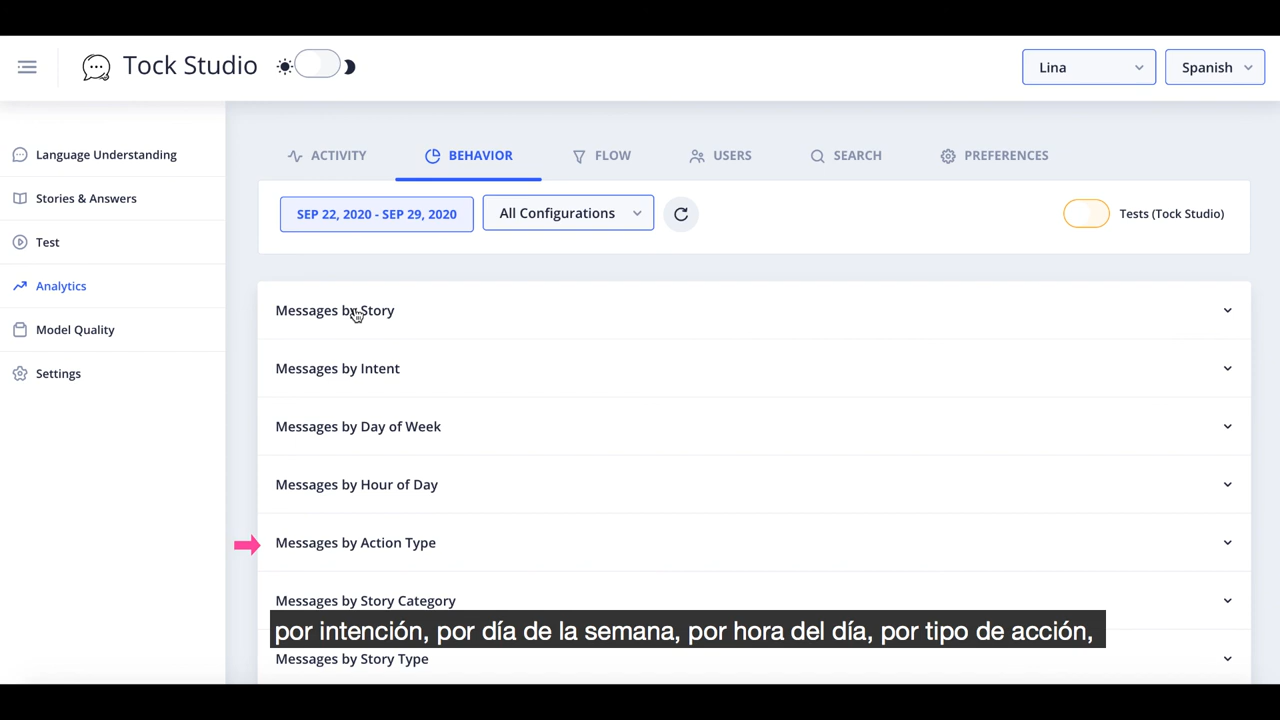 Tock Studio
Lina
Spanish
Language Understanding
Stories & Answers
Test
Analytics
Model Quality
Settings
ACTIVITY
BEHAVIOR
FLOW
USERS
SEARCH
PREFERENCES
SEP 22, 2020 - SEP 29, 2020
All Configurations
Tests (Tock Studio)
Messages by Story
Messages by Intent
Messages by Day of Week
Messages by Hour of Day
Messages by Action Type
Messages by Story Category
por intención, por día de la semana, por hora del día, por tipo de acción,
Messages by Story Type